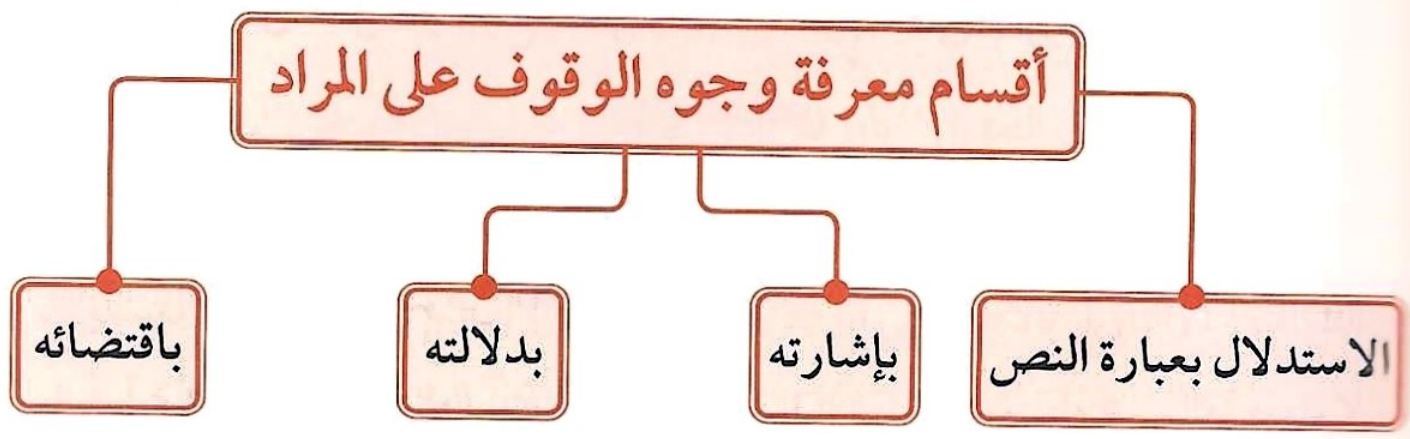 أقسام معرفة وجوه الوقوف على المراد
الاستدلال بعبارة النص
بإشارته
بدلالته
باقتضائه